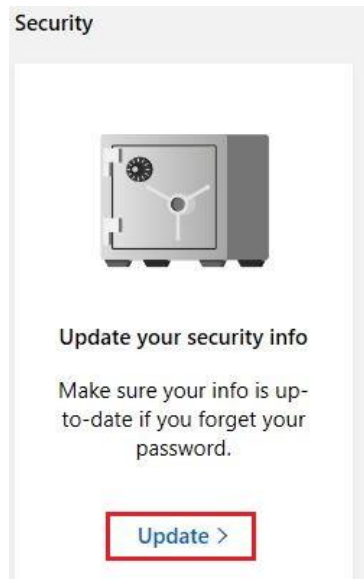 Security
Update your security info
Make sure your info is up-
to-date if you forget your
password.
Update >